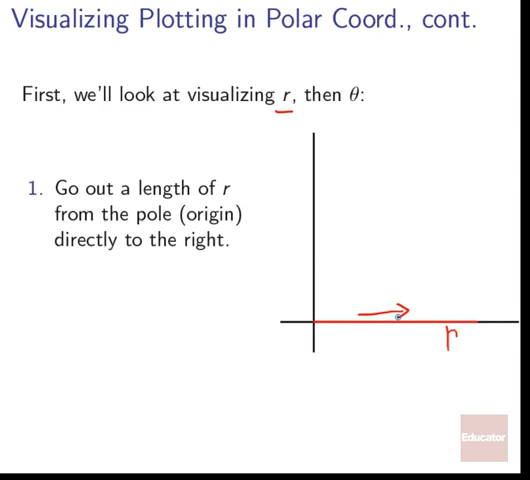 Visualizing Plotting in Polar Coord., cont.
First, we'll look at visualizing r, then θ:
1. Go out a length of r
from the pole (origin)
directly to the right.
r
Educator